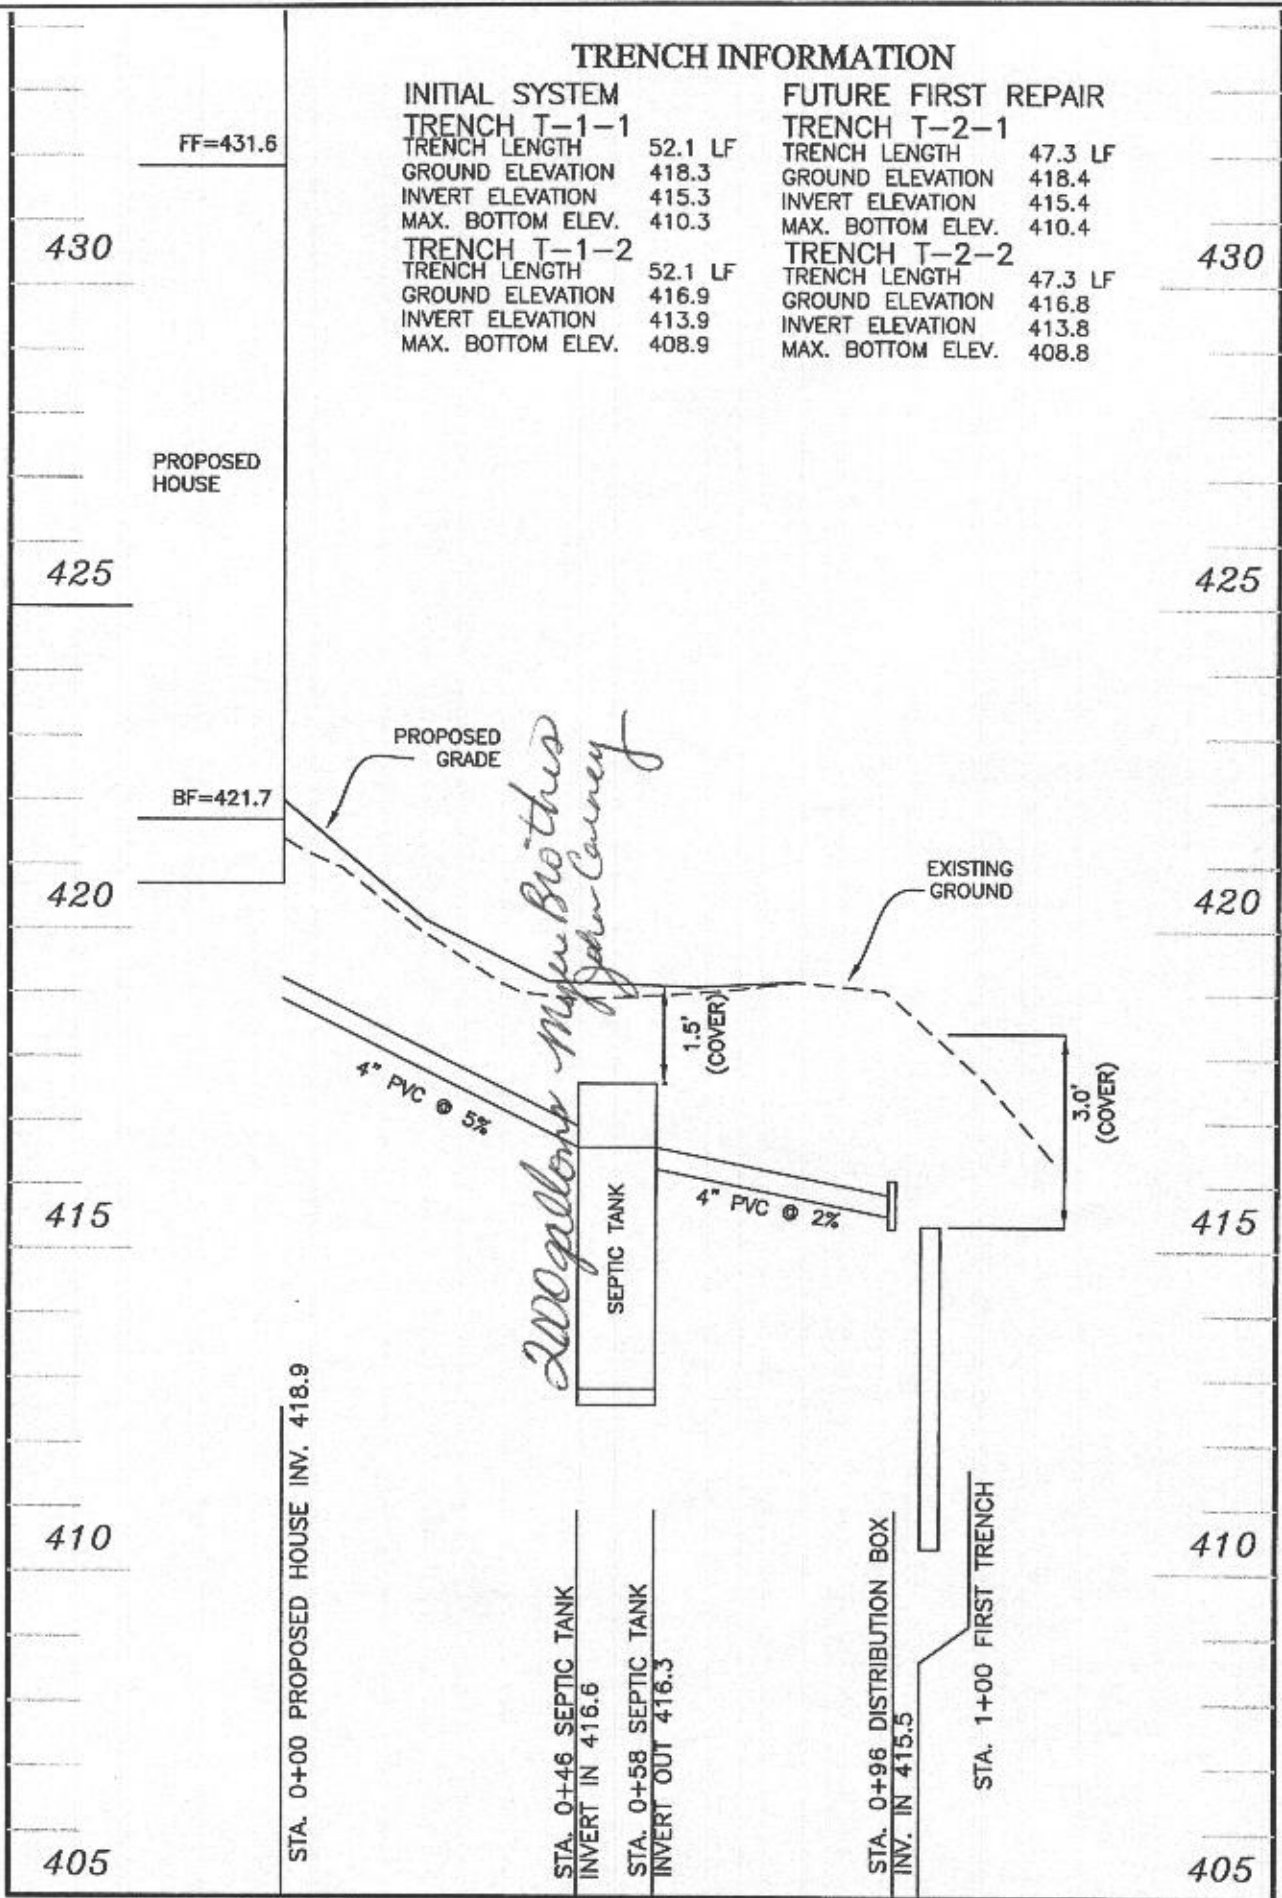 TRENCH INFORMATION
INITIAL SYSTEM
TRENCH T-1-1
TRENCH LENGTH 52.1 LF
GROUND ELEVATION 418.3
INVERT ELEVATION 415.3
MAX. BOTTOM ELEV. 410.3
TRENCH T-1-2
TRENCH LENGTH 52.1 LF
GROUND ELEVATION 416.9
INVERT ELEVATION 413.9
MAX. BOTTOM ELEV. 408.9
FUTURE FIRST REPAIR
TRENCH T-2-1
TRENCH LENGTH 47.3 LF
GROUND ELEVATION 418.4
INVERT ELEVATION 415.4
MAX. BOTTOM ELEV. 410.4
TRENCH T-2-2
TRENCH LENGTH 47.3 LF
GROUND ELEVATION 416.8
INVERT ELEVATION 413.8
MAX. BOTTOM ELEV. 408.8
FF=431.6
430
430
PROPOSED
HOUSE
425
425
PROPOSED
GRADE
BF=421.7
420
420
EXISTING
GROUND
2000 gallons Brothers
John
1.5'
(COVER)
3.0'
(COVER)
4" PVC @ 5%
SEPTIC TANK
4" PVC @ 2%
415
415
410
410
STA. 0+00 PROPOSED HOUSE INV. 418.9
STA. 0+46 SEPTIC TANK
INVERT IN 416.6
STA. 0+58 SEPTIC TANK
INVERT OUT 416.3
STA. 0+96 DISTRIBUTION BOX
INV. IN 415.5
STA. 1+00 FIRST TRENCH
405
405